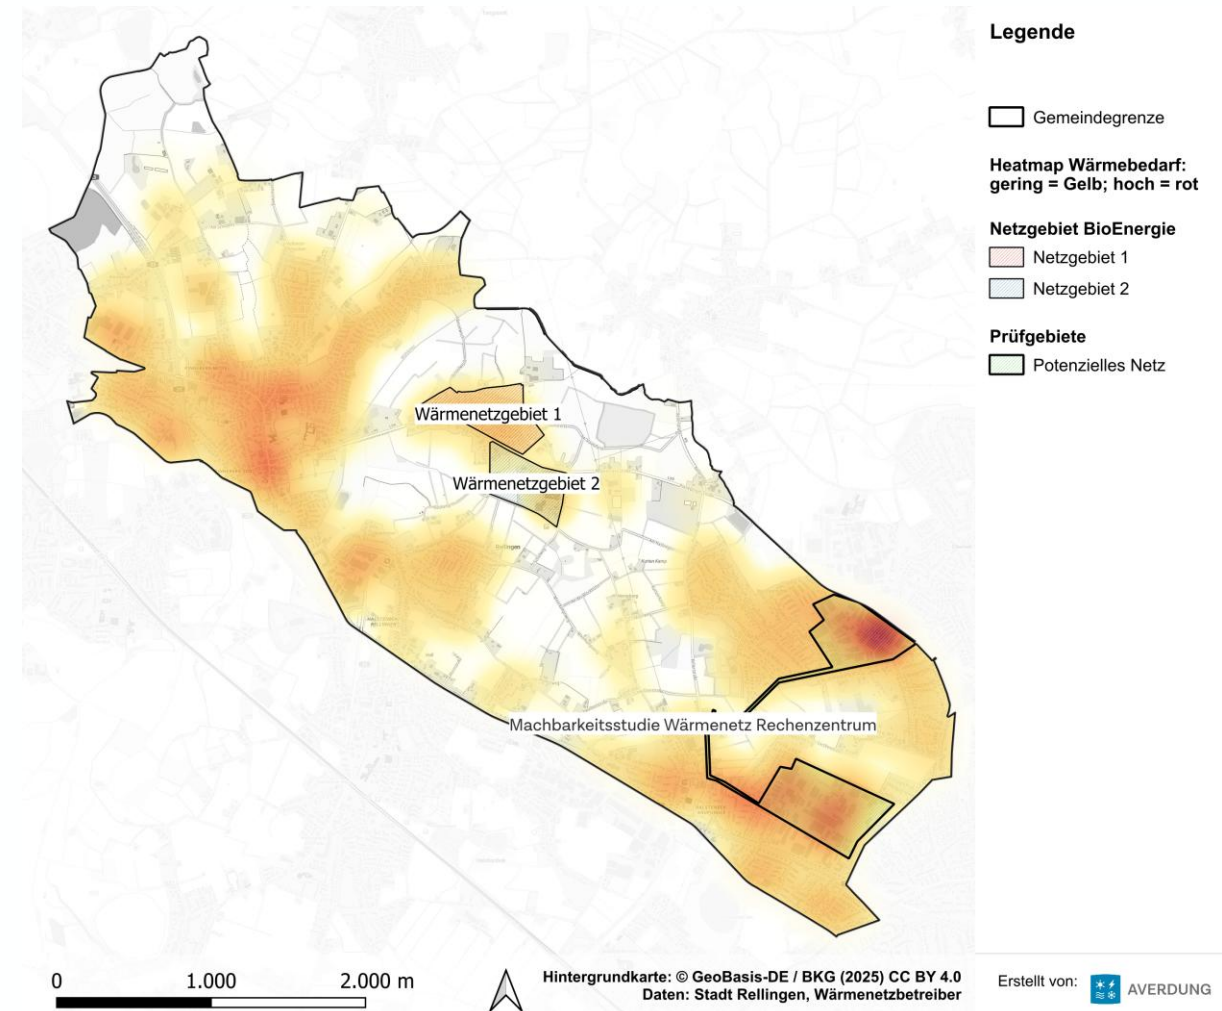 Legende
Gemeindegrenze
Heatmap Wärmebedarf:
gering = Gelb; hoch = rot
Netzgebiet BioEnergie
Netzgebiet 1
Netzgebiet 2
Prüfgebiete
Potenzielles Netz
Wärmenetzgebiet 1
Wärmenetzgebiet 2
Machbarkeitsstudie Wärmenetz Rechenzentrum
0 1.000 2.000 m
Hintergrundkarte: © GeoBasis-DE / BKG (2025) CC BY 4.0
Daten: Stadt Rellingen, Wärmenetzbetreiber
Erstellt von:
AVERDUNG